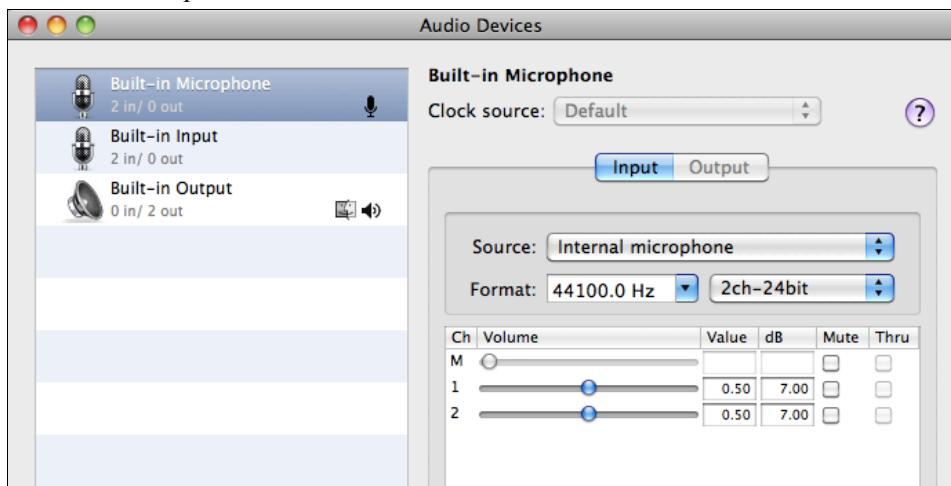 Audio Devices
Built-in Microphone
2 in/ 0 out
Built-in Input
2 in/ 0 out
Built-in Output
0 in/ 2 out
Built-in Microphone
Clock source: Default
?
Input Output
Source: Internal microphone
Format: 44100.0 Hz 2ch-24bit
Ch Volume Value dB Mute Thru
M
1 0.50 7.00
2 0.50 7.00